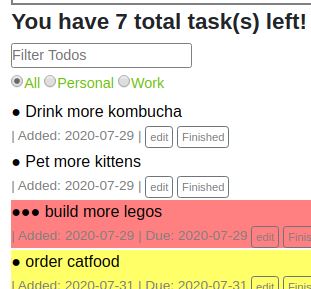 You have 7 total task(s) left!
Filter Todos
All Personal Work
● Drink more kombucha
| Added: 2020-07-29 | edit Finished
● Pet more kittens
| Added: 2020-07-29 | edit Finished
●●● build more legos
| Added: 2020-07-29 | Due: 2020-07-29 edit Finis
● order catfood
| Added: 2020-07-31 | Due: 2020-07-31 edit Finis